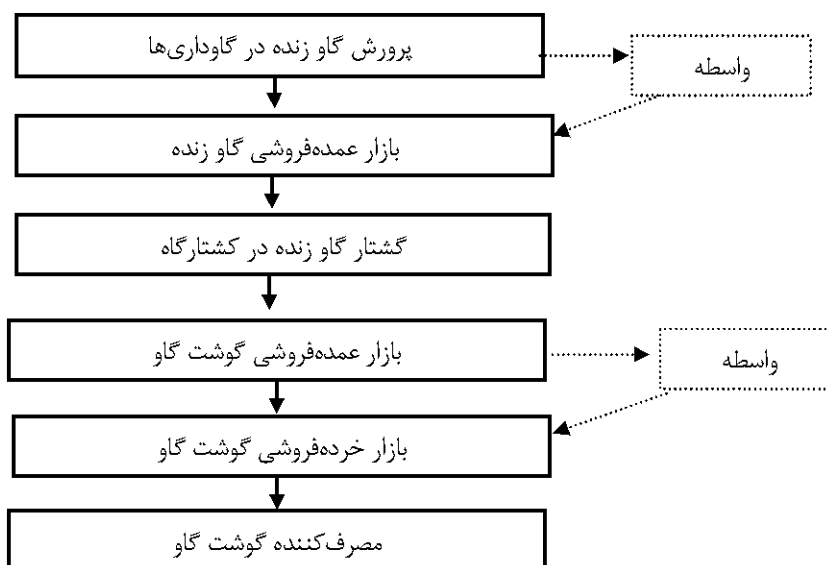 پرورش گاو زنده در گاوداری‌ها
واسطه
بازار عمده‌فروشی گاو زنده
گشتار گاو زنده در کشتارگاه
بازار عمده‌فروشی گوشت گاو
واسطه
بازار خرده‌فروشی گوشت گاو
مصرف‌کننده گوشت گاو